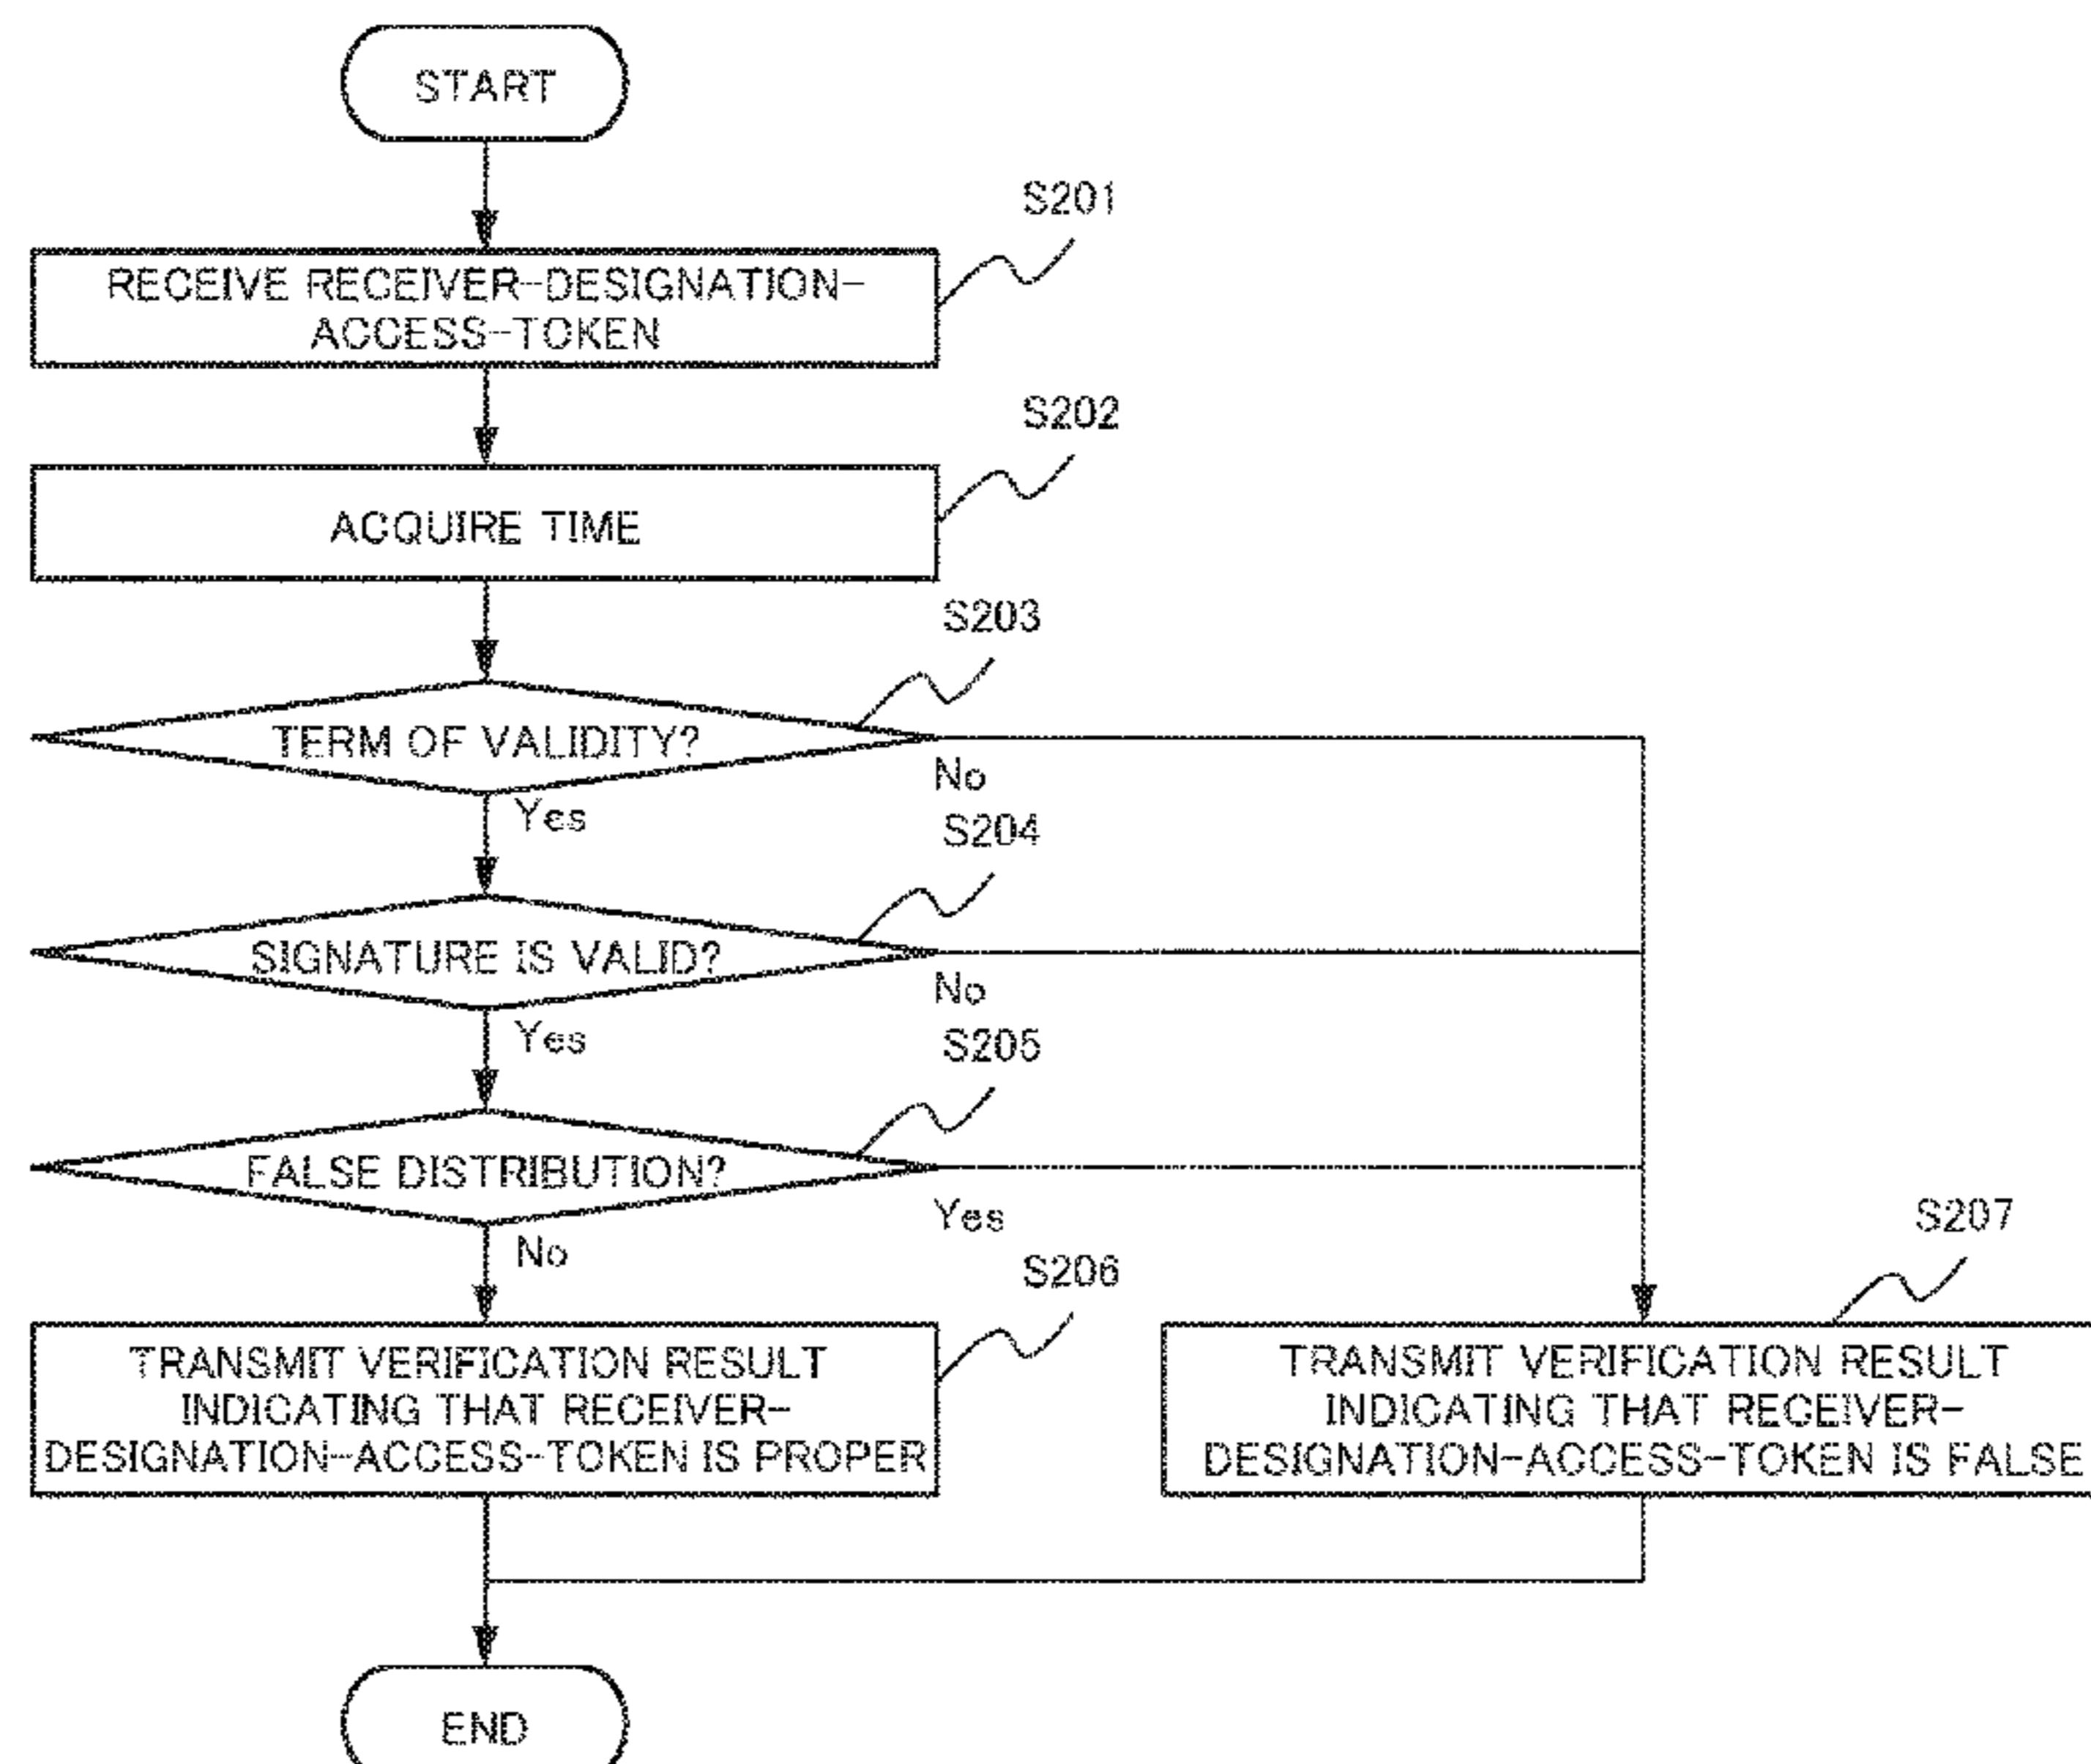 START
S201
RECEIVE RECEIVER-DESIGNATION-
ACCESS-TOKEN
S202
ACQUIRE TIME
S203
TERM OF VALIDITY?
No
Yes
S204
SIGNATURE IS VALID?
No
Yes
S205
FALSE DISTRIBUTION?
Yes
No
S206
TRANSMIT VERIFICATION RESULT
INDICATING THAT RECEIVER-
DESIGNATION-ACCESS-TOKEN IS PROPER
S207
TRANSMIT VERIFICATION RESULT
INDICATING THAT RECEIVER-
DESIGNATION-ACCESS-TOKEN IS FALSE
END